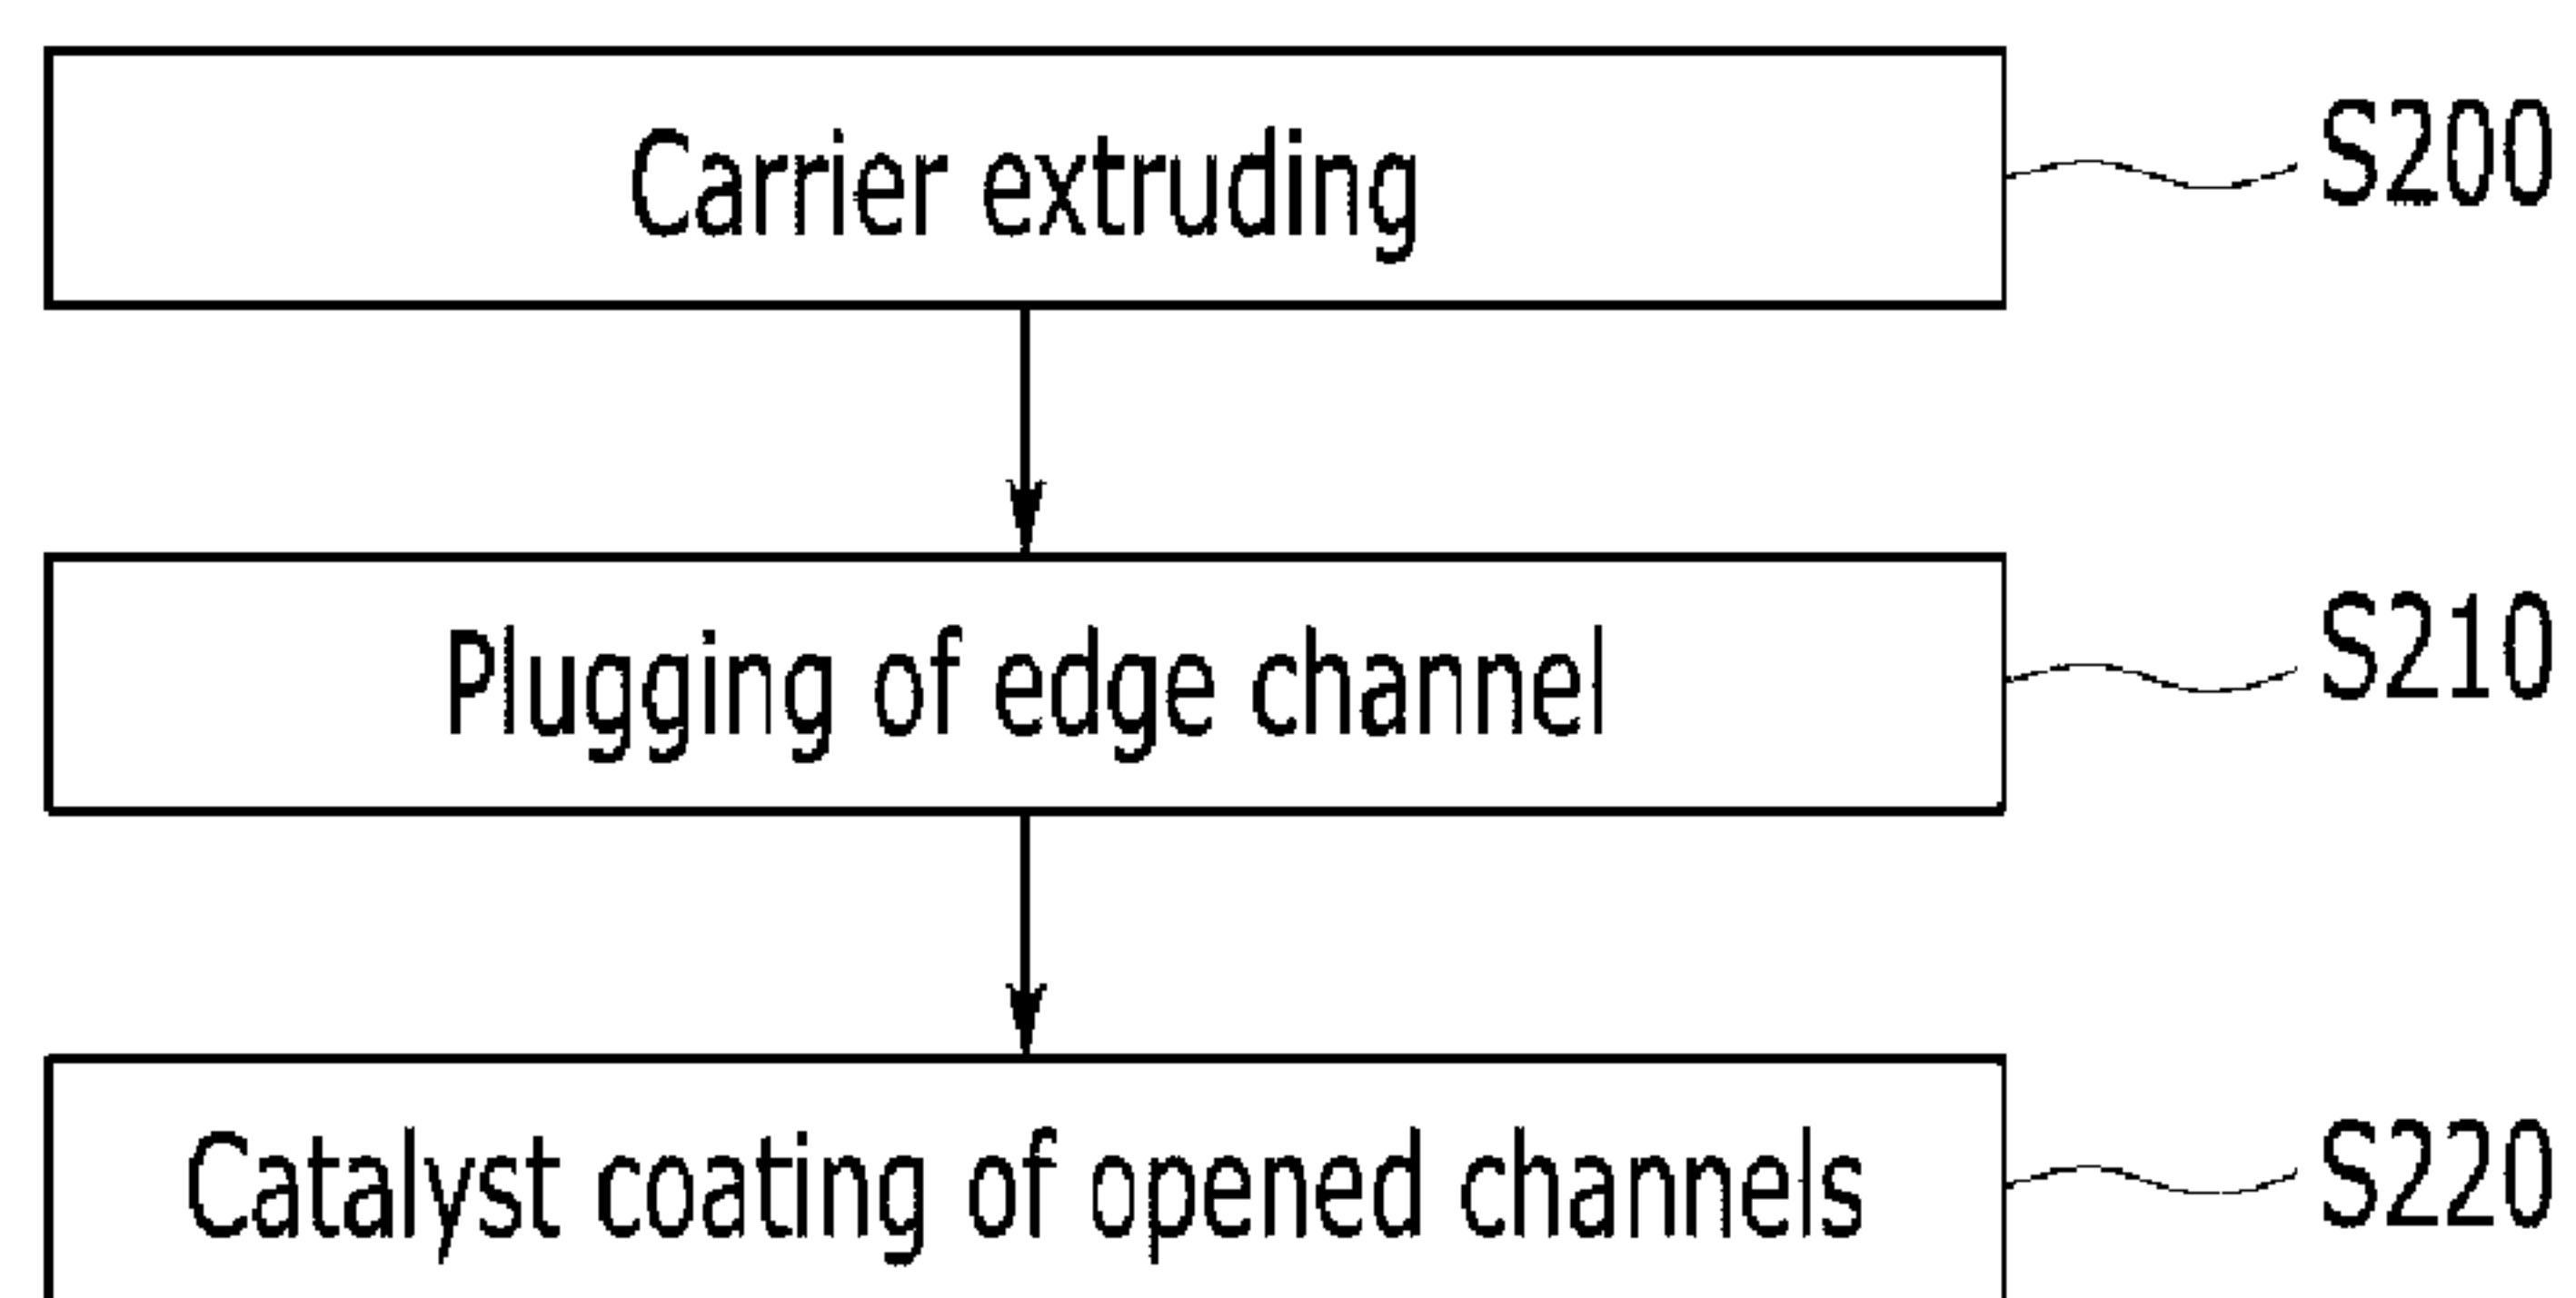 Carrier extruding S200
Plugging of edge channel S210
Catalyst coating of opened channels S220